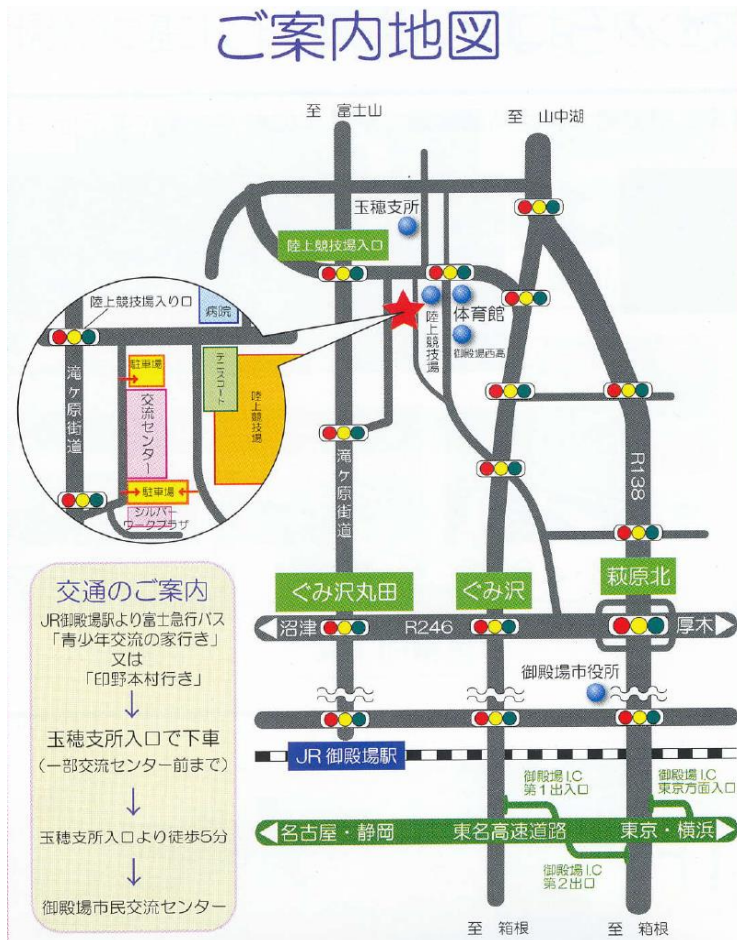 ご案内地図
至 富士山
至 山中湖
玉穂支所
陸上競技場入口
陸上競技場入り口
病院
体育館
陸上競技場
御殿場西高
駐車場
テニスコート
滝ヶ原街道
交流センター
陸上競技場
駐車場
シルバー
ワークプラザ
滝ヶ原街道
R138
交通のご案内
JR御殿場駅より富士急行バス
「青少年交流の家行き」
又は
「印野本村行き」
↓
玉穂支所入口で下車
(一部交流センター前まで)
↓
玉穂支所入口より徒歩5分
↓
御殿場市民交流センター
ぐみ沢丸田
ぐみ沢
萩原北
沼津
R246
厚木
御殿場市役所
JR 御殿場駅
御殿場I.C
第1出入口
御殿場I.C
東京方面入口
名古屋・静岡
東名高速道路
東京・横浜
御殿場I.C
第2出口
至 箱根
至 箱根